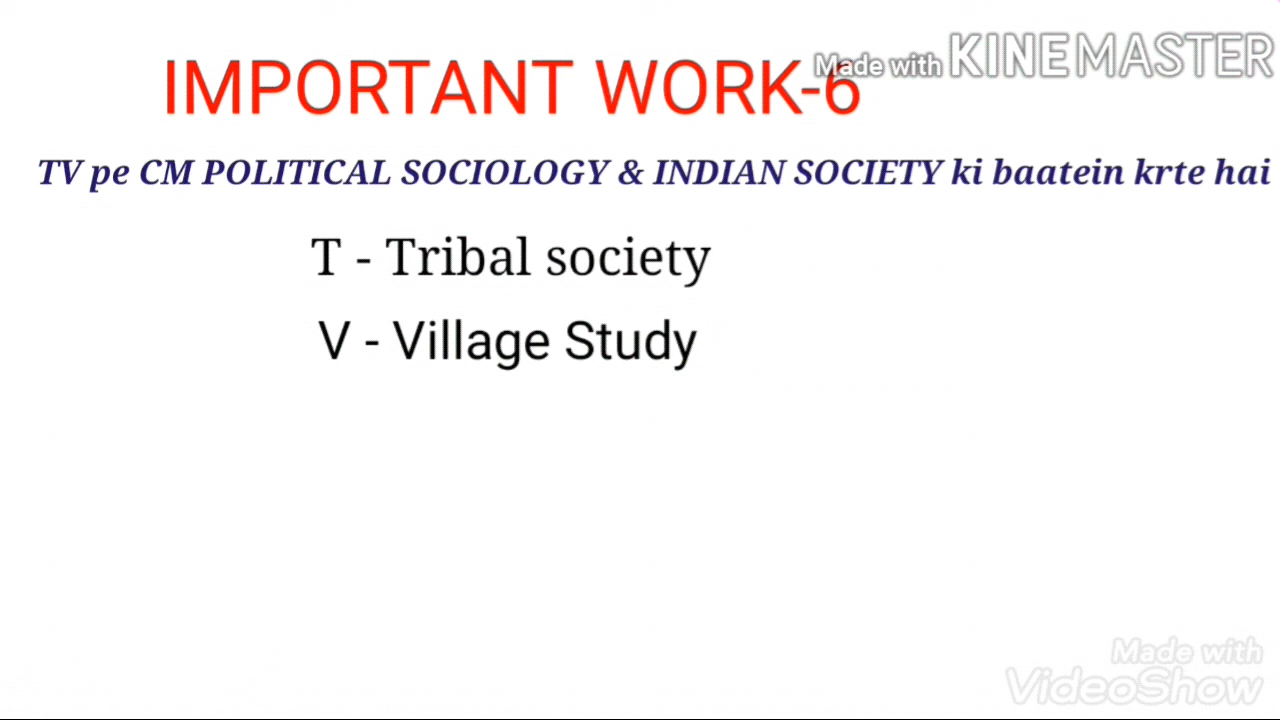 Made with KINEMASTER
IMPORTANT WORK-6
TV pe CM POLITICAL SOCIOLOGY & INDIAN SOCIETY ki baatein krte hai
T - Tribal society
V - Village Study
Made with
VideoShow